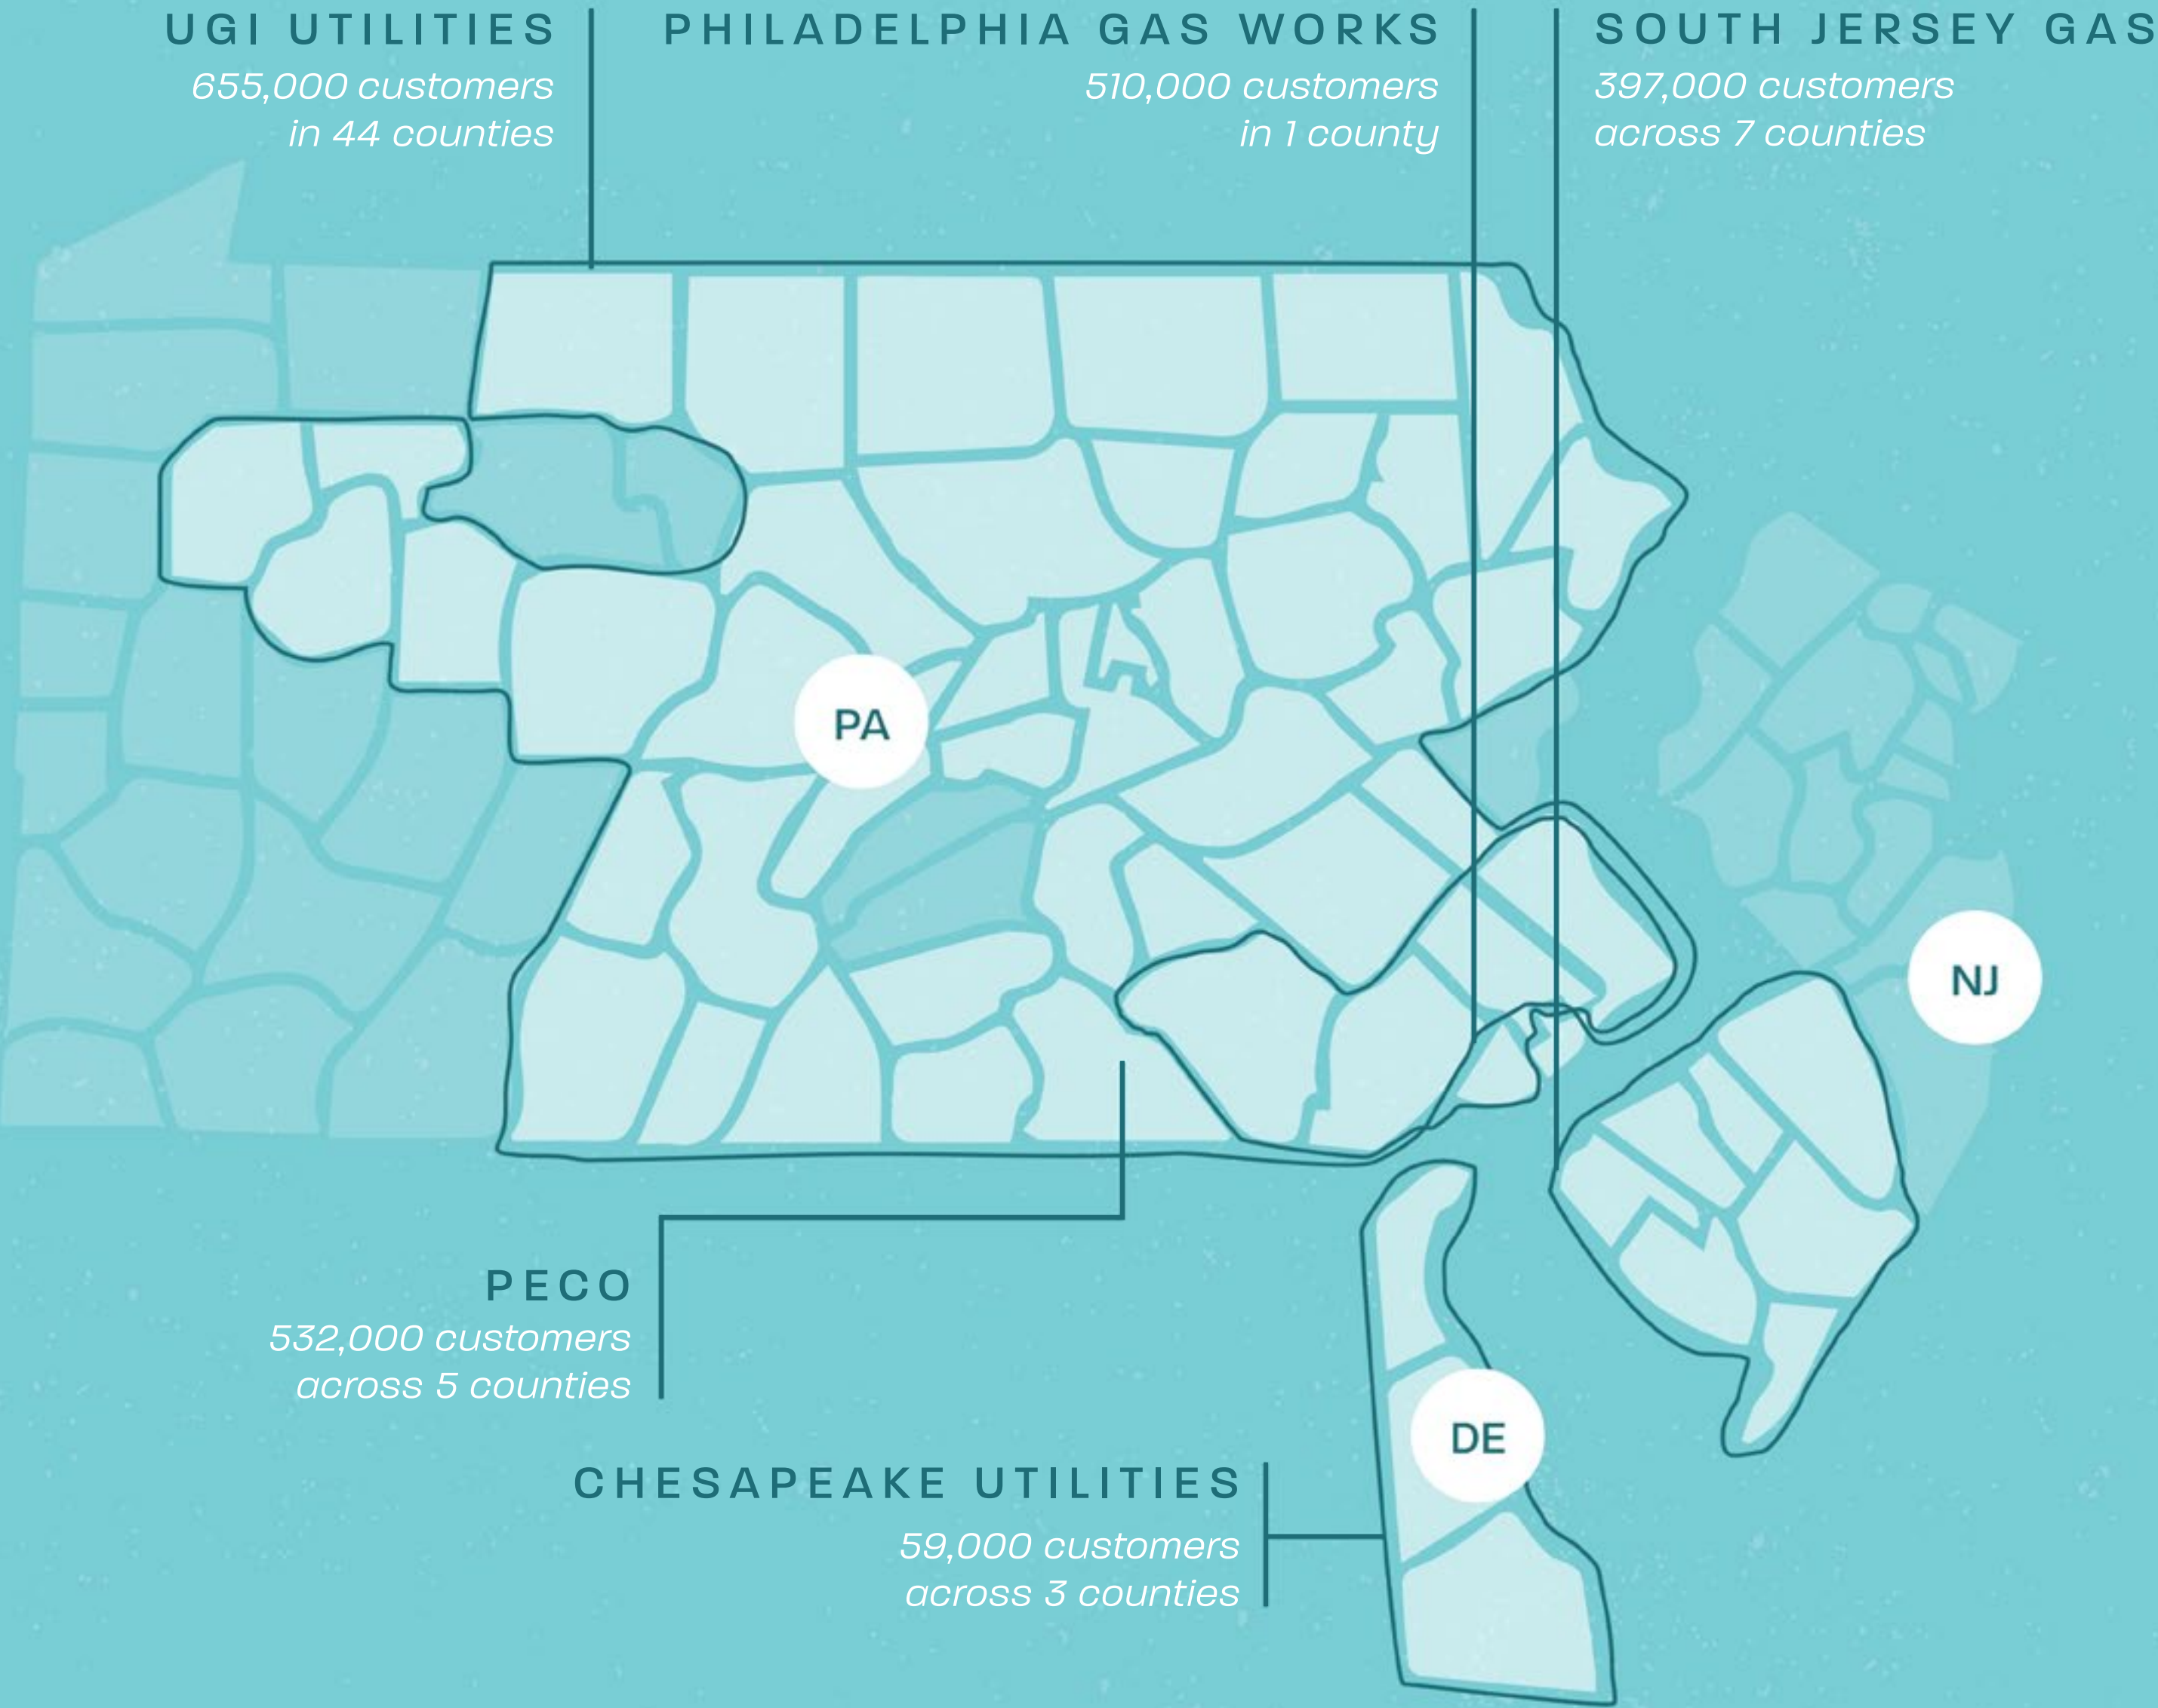 UGI UTILITIES
655,000 customers
in 44 counties
PHILADELPHIA GAS WORKS
510,000 customers
in 1 county
SOUTH JERSEY GAS
397,000 customers
across 7 counties
PA
NJ
PECO
532,000 customers
across 5 counties
DE
CHESAPEAKE UTILITIES
59,000 customers
across 3 counties